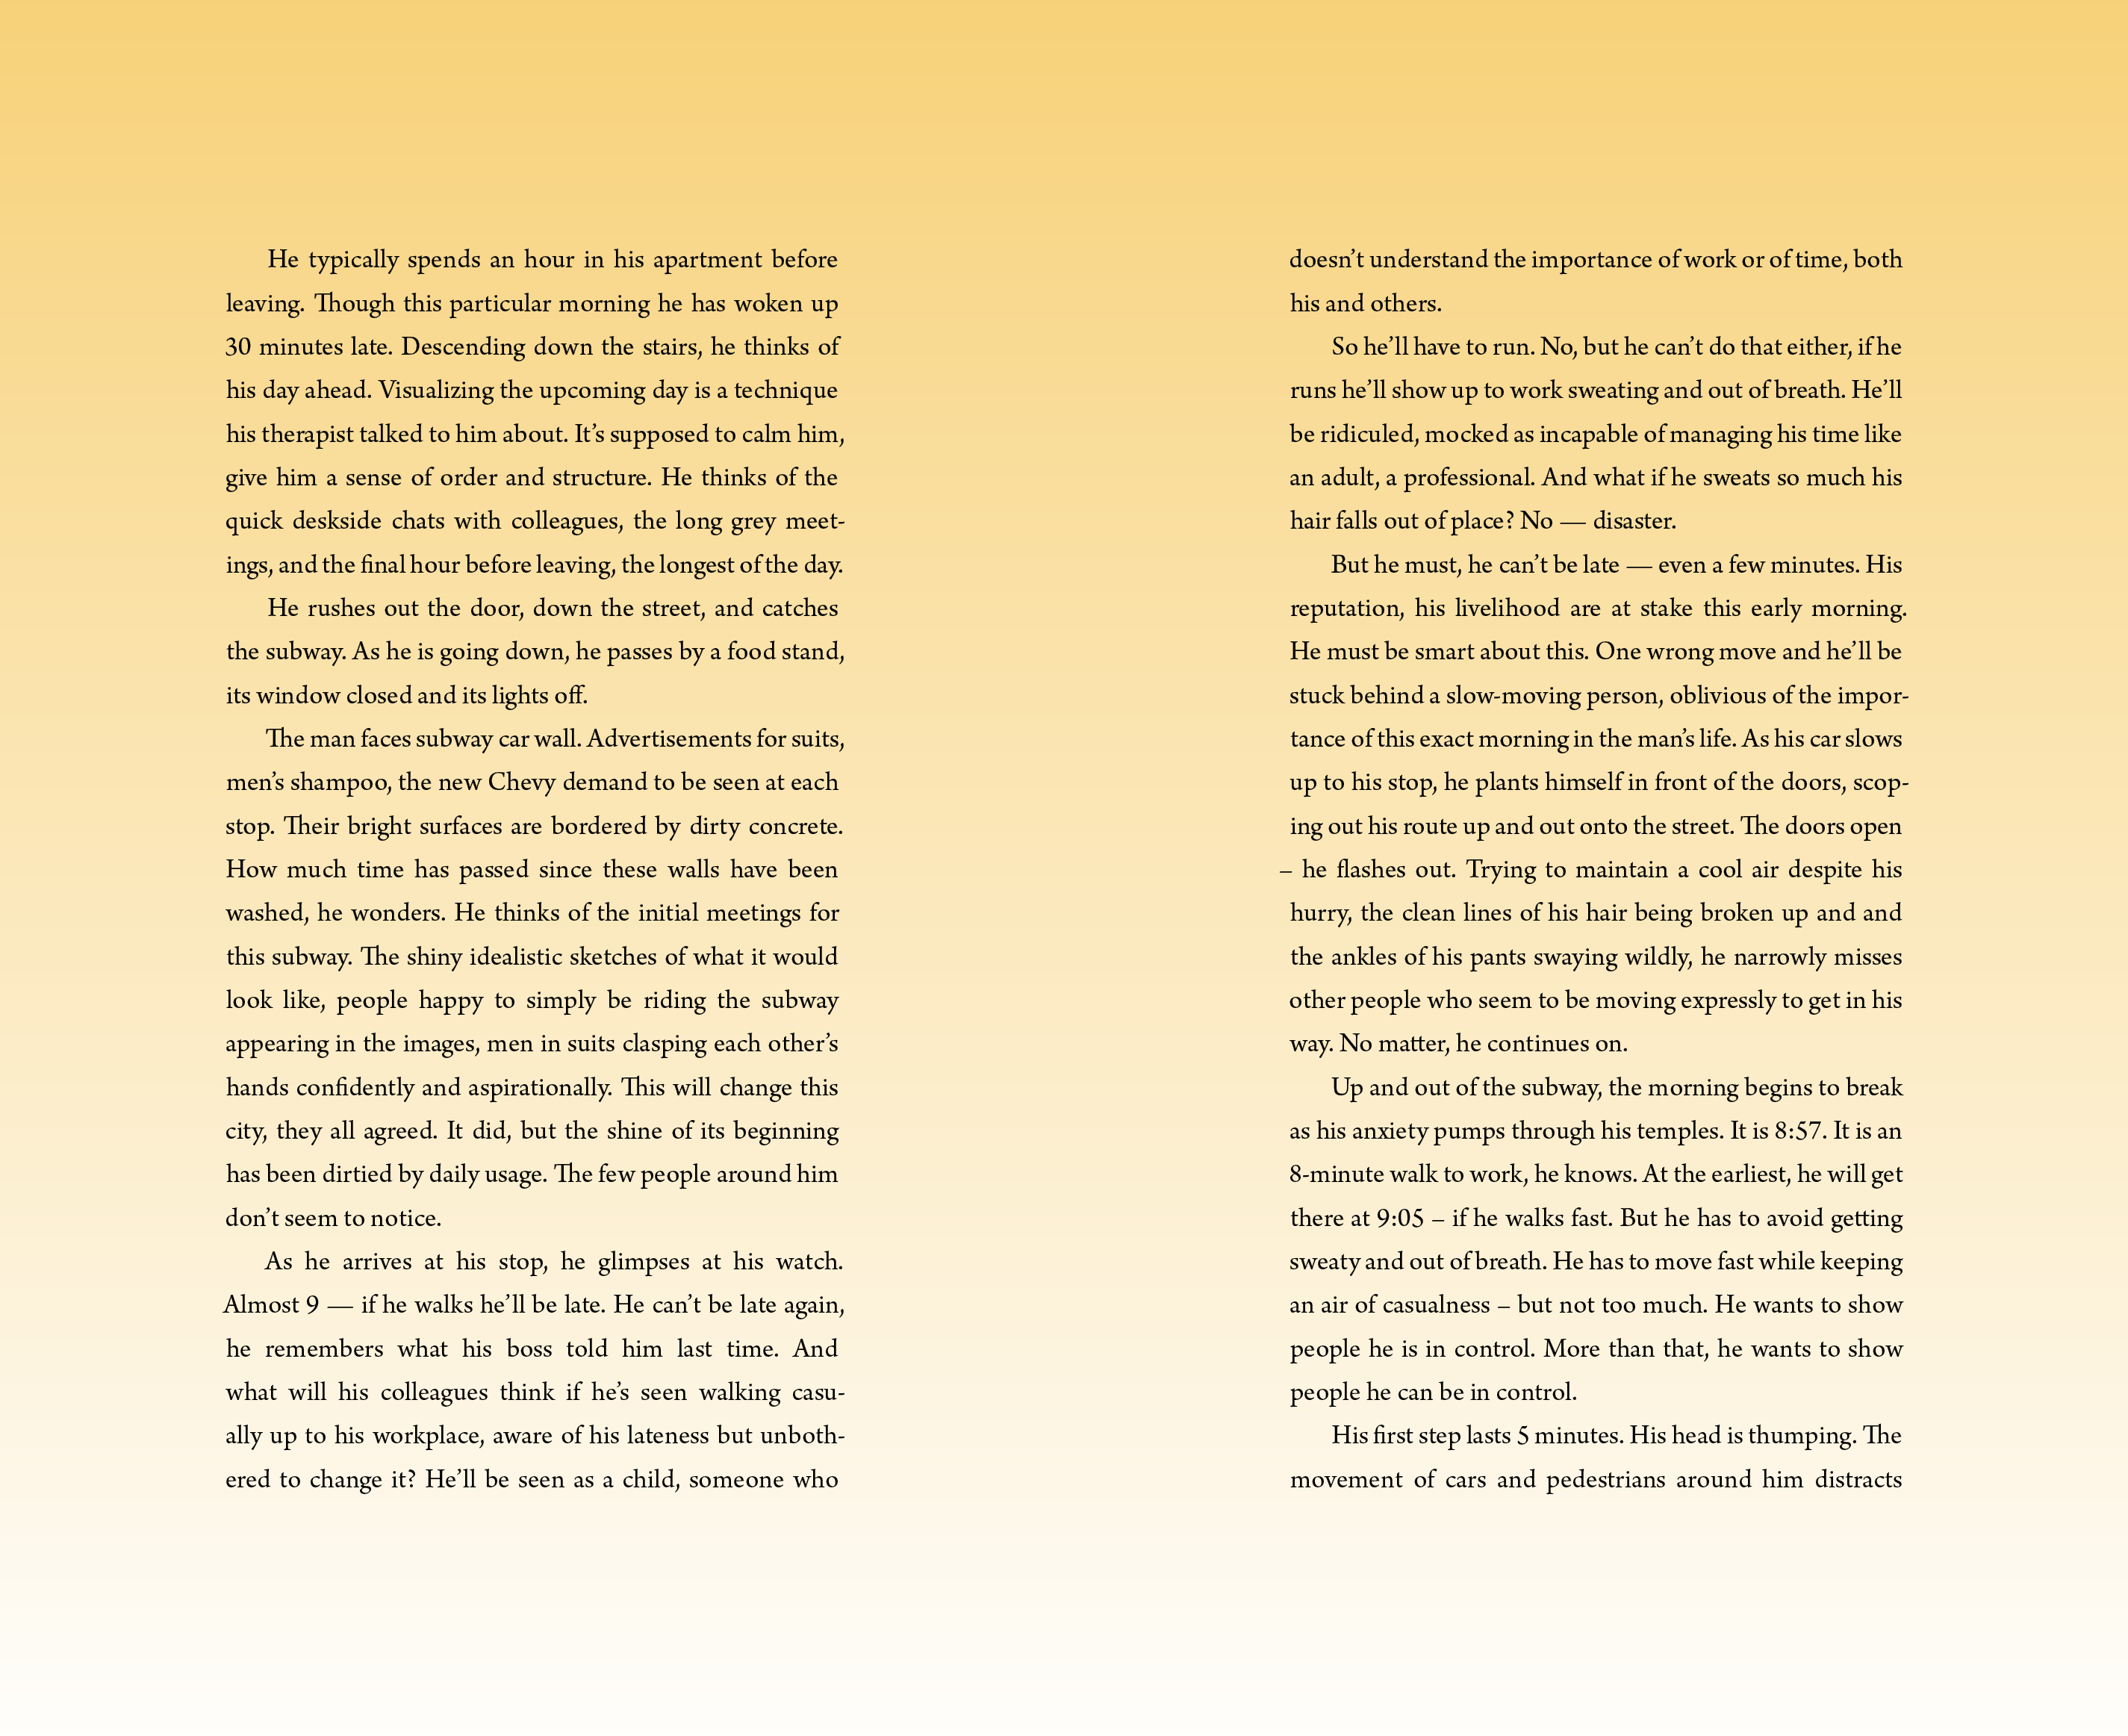 He typically spends an hour in his apartment before
leaving. Though this particular morning he has woken up
30 minutes late. Descending down the stairs, he thinks of
his day ahead. Visualizing the upcoming day is a technique
his therapist talked to him about. It’s supposed to calm him,
give him a sense of order and structure. He thinks of the
quick deskside chats with colleagues, the long grey meet-
ings, and the final hour before leaving, the longest of the day.
He rushes out the door, down the street, and catches
the subway. As he is going down, he passes by a food stand,
its window closed and its lights off.
The man faces subway car wall. Advertisements for suits,
men’s shampoo, the new Chevy demand to be seen at each
stop. Their bright surfaces are bordered by dirty concrete.
How much time has passed since these walls have been
washed, he wonders. He thinks of the initial meetings for
this subway. The shiny idealistic sketches of what it would
look like, people happy to simply be riding the subway
appearing in the images, men in suits clasping each other’s
hands confidently and aspirationally. This will change this
city, they all agreed. It did, but the shine of its beginning
has been dirtied by daily usage. The few people around him
don’t seem to notice.
As he arrives at his stop, he glimpses at his watch.
Almost 9 — if he walks he’ll be late. He can’t be late again,
he remembers what his boss told him last time. And
what will his colleagues think if he’s seen walking casu-
ally up to his workplace, aware of his lateness but unboth-
ered to change it? He’ll be seen as a child, someone who
doesn’t understand the importance of work or of time, both
his and others.
So he’ll have to run. No, but he can’t do that either, if he
runs he’ll show up to work sweating and out of breath. He’ll
be ridiculed, mocked as incapable of managing his time like
an adult, a professional. And what if he sweats so much his
hair falls out of place? No — disaster.
But he must, he can’t be late — even a few minutes. His
reputation, his livelihood are at stake this early morning.
He must be smart about this. One wrong move and he’ll be
stuck behind a slow-moving person, oblivious of the impor-
tance of this exact morning in the man’s life. As his car slows
up to his stop, he plants himself in front of the doors, scop-
ing out his route up and out onto the street. The doors open
– he flashes out. Trying to maintain a cool air despite his
hurry, the clean lines of his hair being broken up and and
the ankles of his pants swaying wildly, he narrowly misses
other people who seem to be moving expressly to get in his
way. No matter, he continues on.
Up and out of the subway, the morning begins to break
as his anxiety pumps through his temples. It is 8:57. It is an
8-minute walk to work, he knows. At the earliest, he will get
there at 9:05 – if he walks fast. But he has to avoid getting
sweaty and out of breath. He has to move fast while keeping
an air of casualness – but not too much. He wants to show
people he is in control. More than that, he wants to show
people he can be in control.
His first step lasts 5 minutes. His head is thumping. The
movement of cars and pedestrians around him distracts